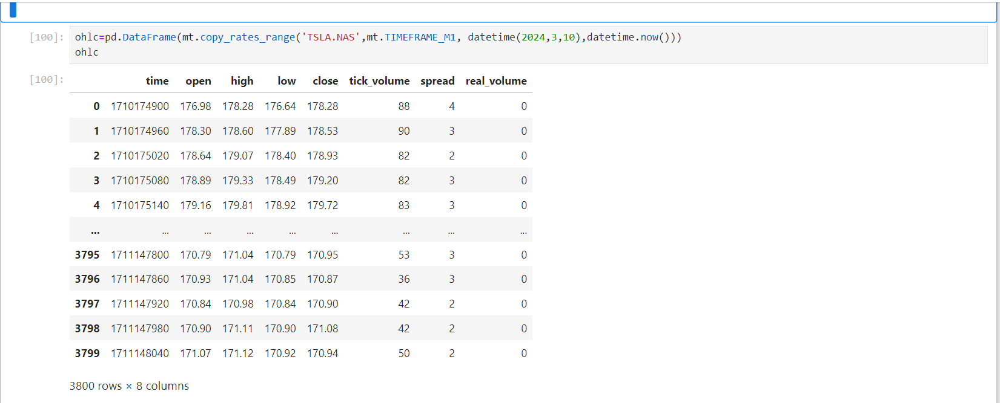 [100]: ohlc=pd.DataFrame(mt.copy_rates_range('TSLA.NAS',mt.TIMEFRAME_M1, datetime(2024,3,10),datetime.now()))
ohlc
[100]:
time open high low close tick_volume spread real_volume
0 1710174900 176.98 178.28 176.64 178.28 88 4 0
1 1710174960 178.30 178.60 177.89 178.53 90 3 0
2 1710175020 178.64 179.07 178.40 178.93 82 2 0
3 1710175080 178.89 179.33 178.49 179.20 82 3 0
4 1710175140 179.16 179.81 178.92 179.72 83 3 0
... ... ... ... ... ... ... ... ...
3795 1711147800 170.79 171.04 170.79 170.95 53 3 0
3796 1711147860 170.93 171.04 170.85 170.87 36 3 0
3797 1711147920 170.84 170.98 170.84 170.90 42 2 0
3798 1711147980 170.90 171.11 170.90 171.08 42 2 0
3799 1711148040 171.07 171.12 170.92 170.94 50 2 0
3800 rows × 8 columns